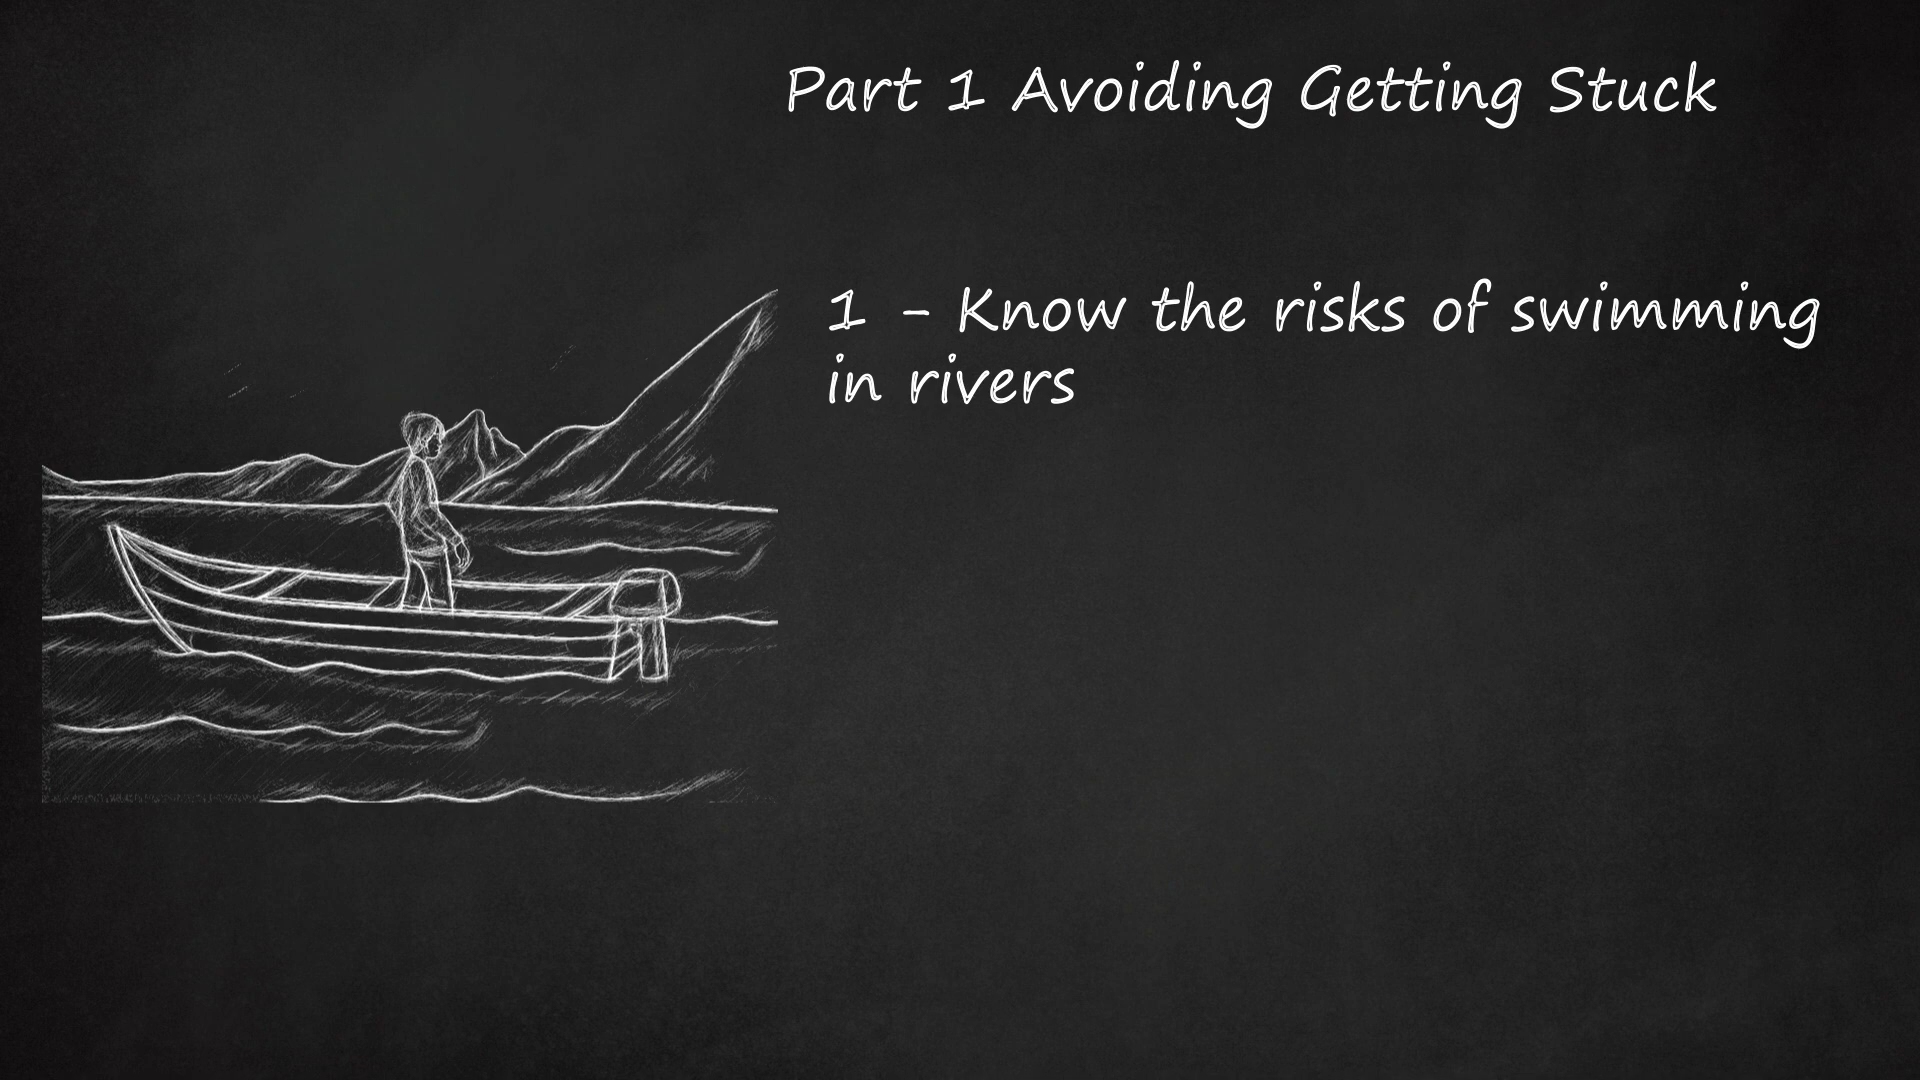 Part 1 Avoiding Getting Stuck
1 - Know the risks of swimming
in rivers